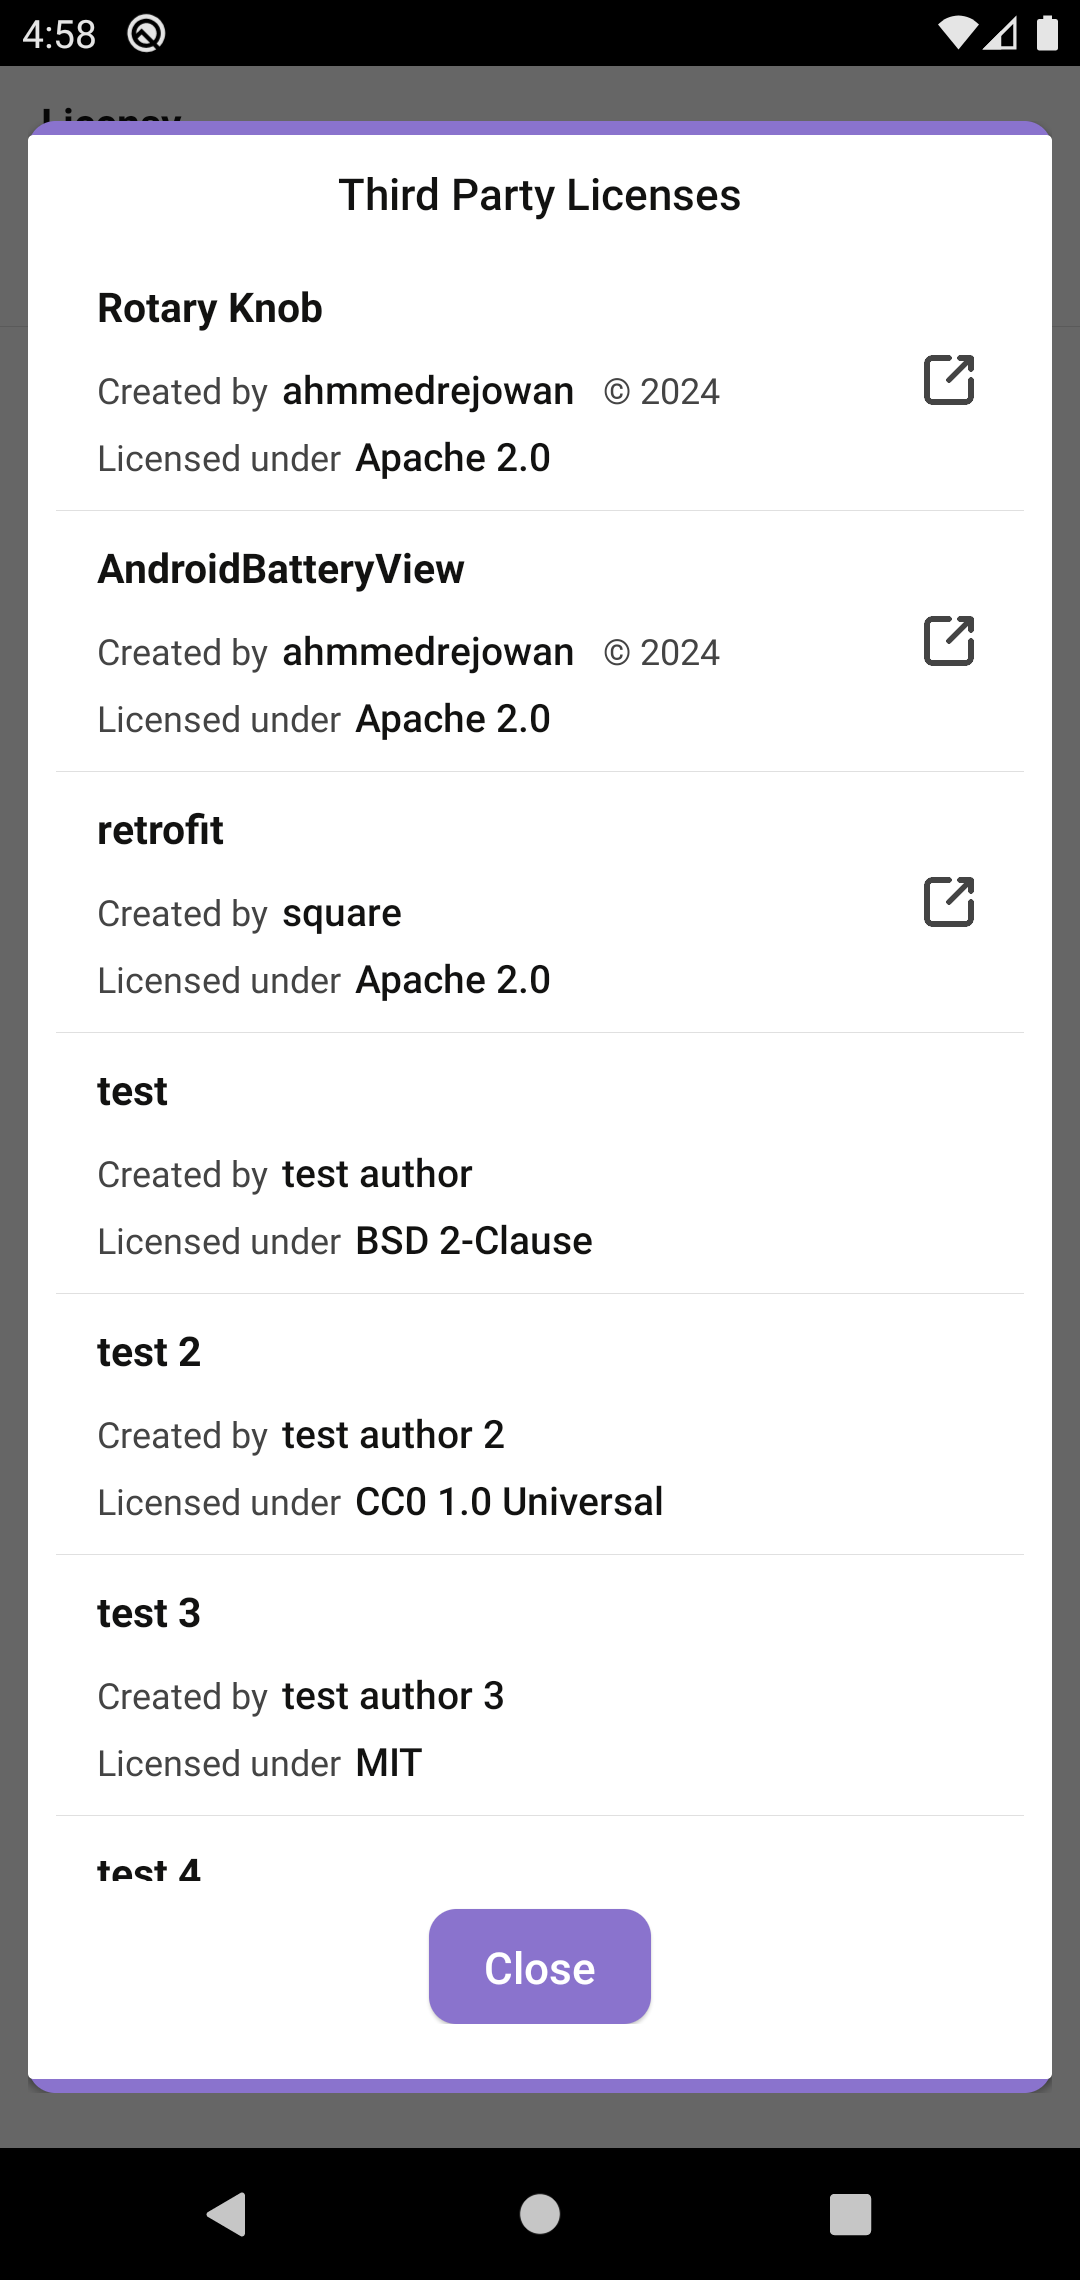 4:58
Licensy
Third Party Licenses
Rotary Knob
Created by ahmmedrejowan © 2024
Licensed under Apache 2.0
AndroidBatteryView
Created by ahmmedrejowan © 2024
Licensed under Apache 2.0
retrofit
Created by square
Licensed under Apache 2.0
test
Created by test author
Licensed under BSD 2-Clause
test 2
Created by test author 2
Licensed under CC0 1.0 Universal
test 3
Created by test author 3
Licensed under MIT
test 4
Close